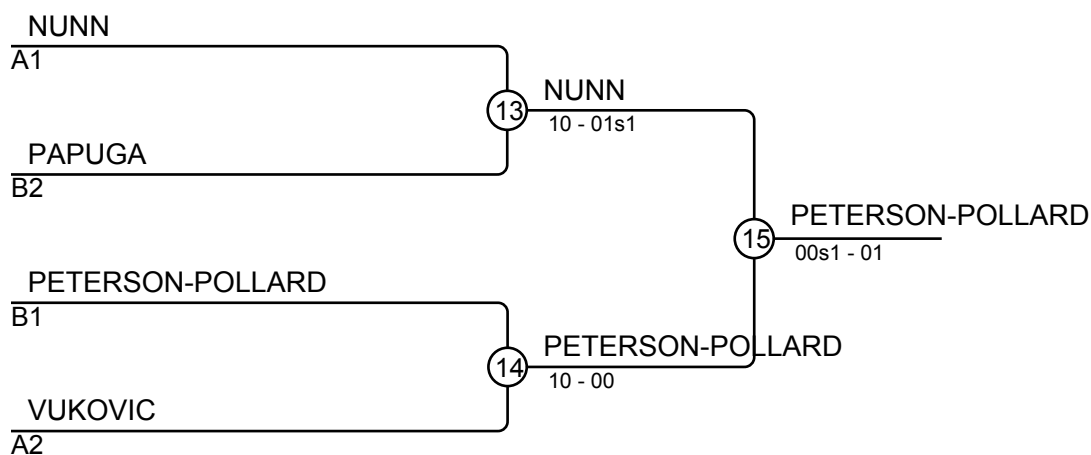 NUNN
A1
13
NUNN
10 - 01s1
PAPUGA
B2
15
PETERSON-POLLARD
00s1 - 01
PETERSON-POLLARD
B1
14
PETERSON-POLLARD
10 - 00
VUKOVIC
A2